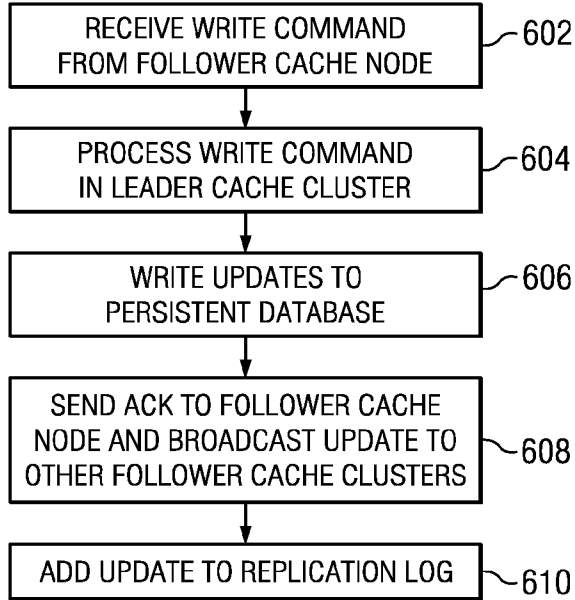 RECEIVE WRITE COMMAND
FROM FOLLOWER CACHE NODE
602
PROCESS WRITE COMMAND
IN LEADER CACHE CLUSTER
604
WRITE UPDATES TO
PERSISTENT DATABASE
606
SEND ACK TO FOLLOWER CACHE
NODE AND BROADCAST UPDATE TO
OTHER FOLLOWER CACHE CLUSTERS
608
ADD UPDATE TO REPLICATION LOG
610